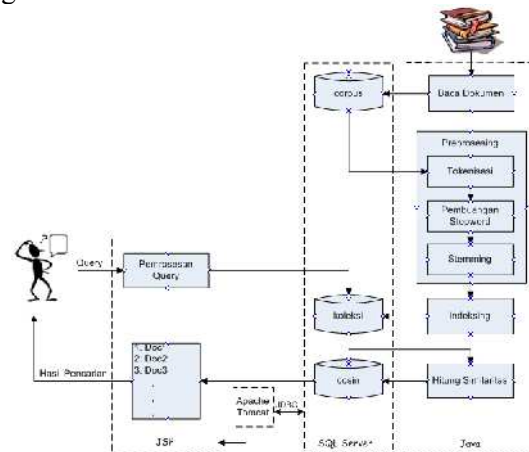 corpus
Baca Dokumen
Preprosesing
Tokenisasi
Pembuangan
Stopword
Stemming
Query
Pemrosesan
Query
koleksi
Indeksing
1. Doc1
2. Doc2
3. Doc3
.
.
.
Hasil Pencarian
cosin
Hitung Similaritas
Apache
Tomcat
JDBC
JSF
SQL Server
Java